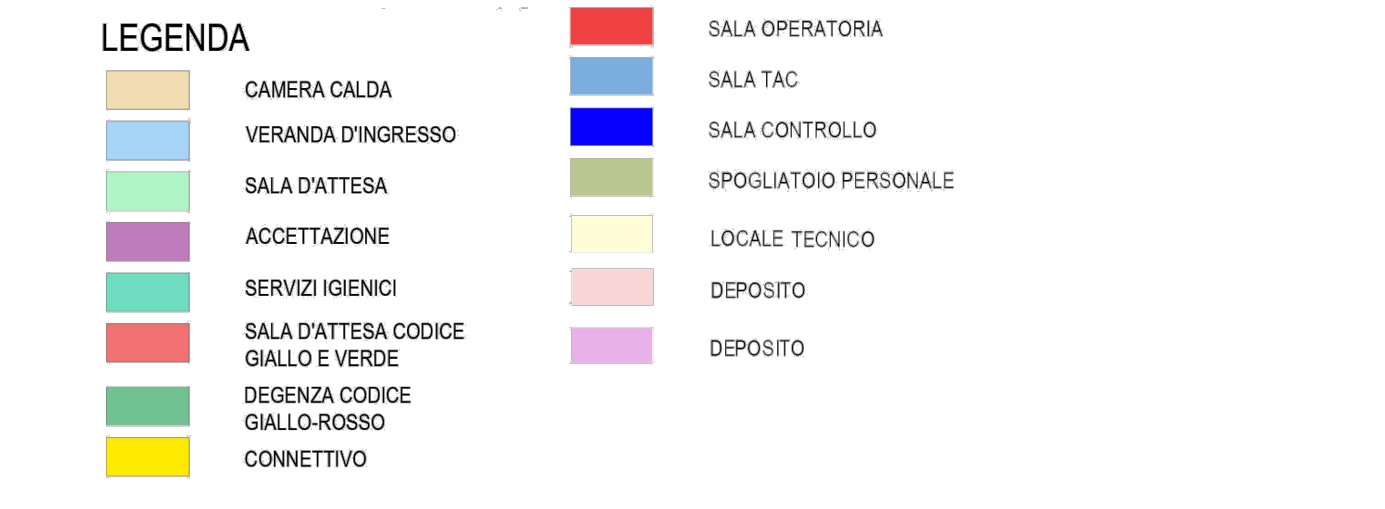 LEGENDA
CAMERA CALDA
VERANDA D'INGRESSO
SALA D'ATTESA
ACCETTAZIONE
SERVIZI IGIENICI
SALA D'ATTESA CODICE
GIALLO E VERDE
DEGENZA CODICE
GIALLO-ROSSO
CONNETTIVO
SALA OPERATORIA
SALA TAC
SALA CONTROLLO
SPOGLIATOIO PERSONALE
LOCALE TECNICO
DEPOSITO
DEPOSITO